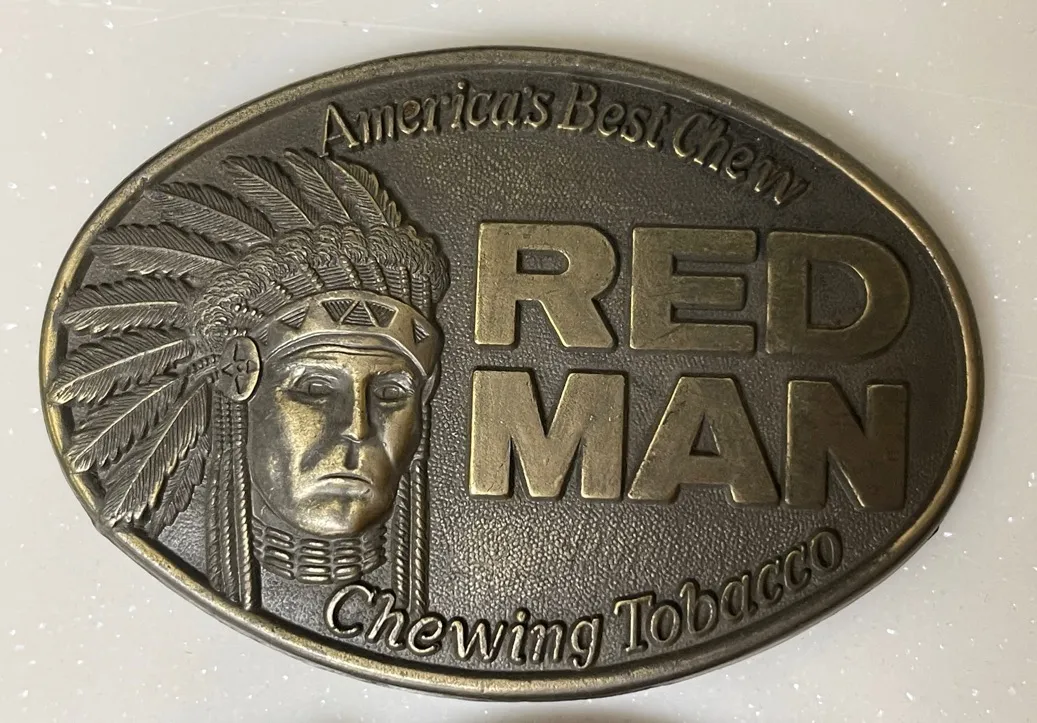 America's Best Chew
RED
MAN
Chewing Tobacco